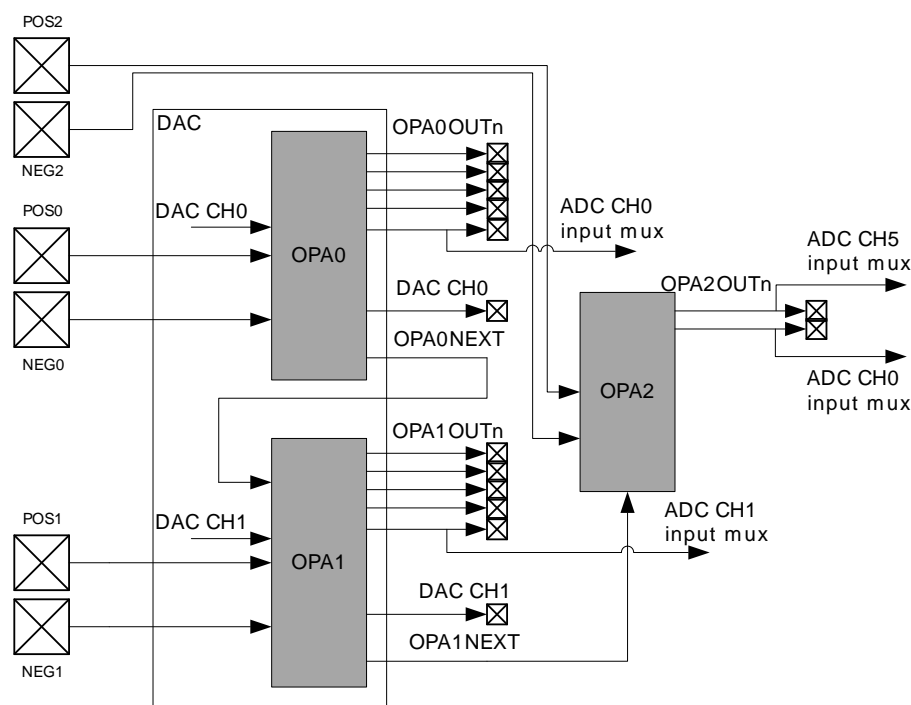 POS2
NEG2
DAC
OPA0OUTn
DAC CH0
POS0
ADC CH0
input mux
OPA0
ADC CH5
input mux
NEG0
DAC CH0
OPA2OUTn
OPA0NEXT
OPA2
ADC CH0
input mux
OPA1OUTn
POS1
DAC CH1
ADC CH1
input mux
OPA1
NEG1
DAC CH1
OPA1NEXT